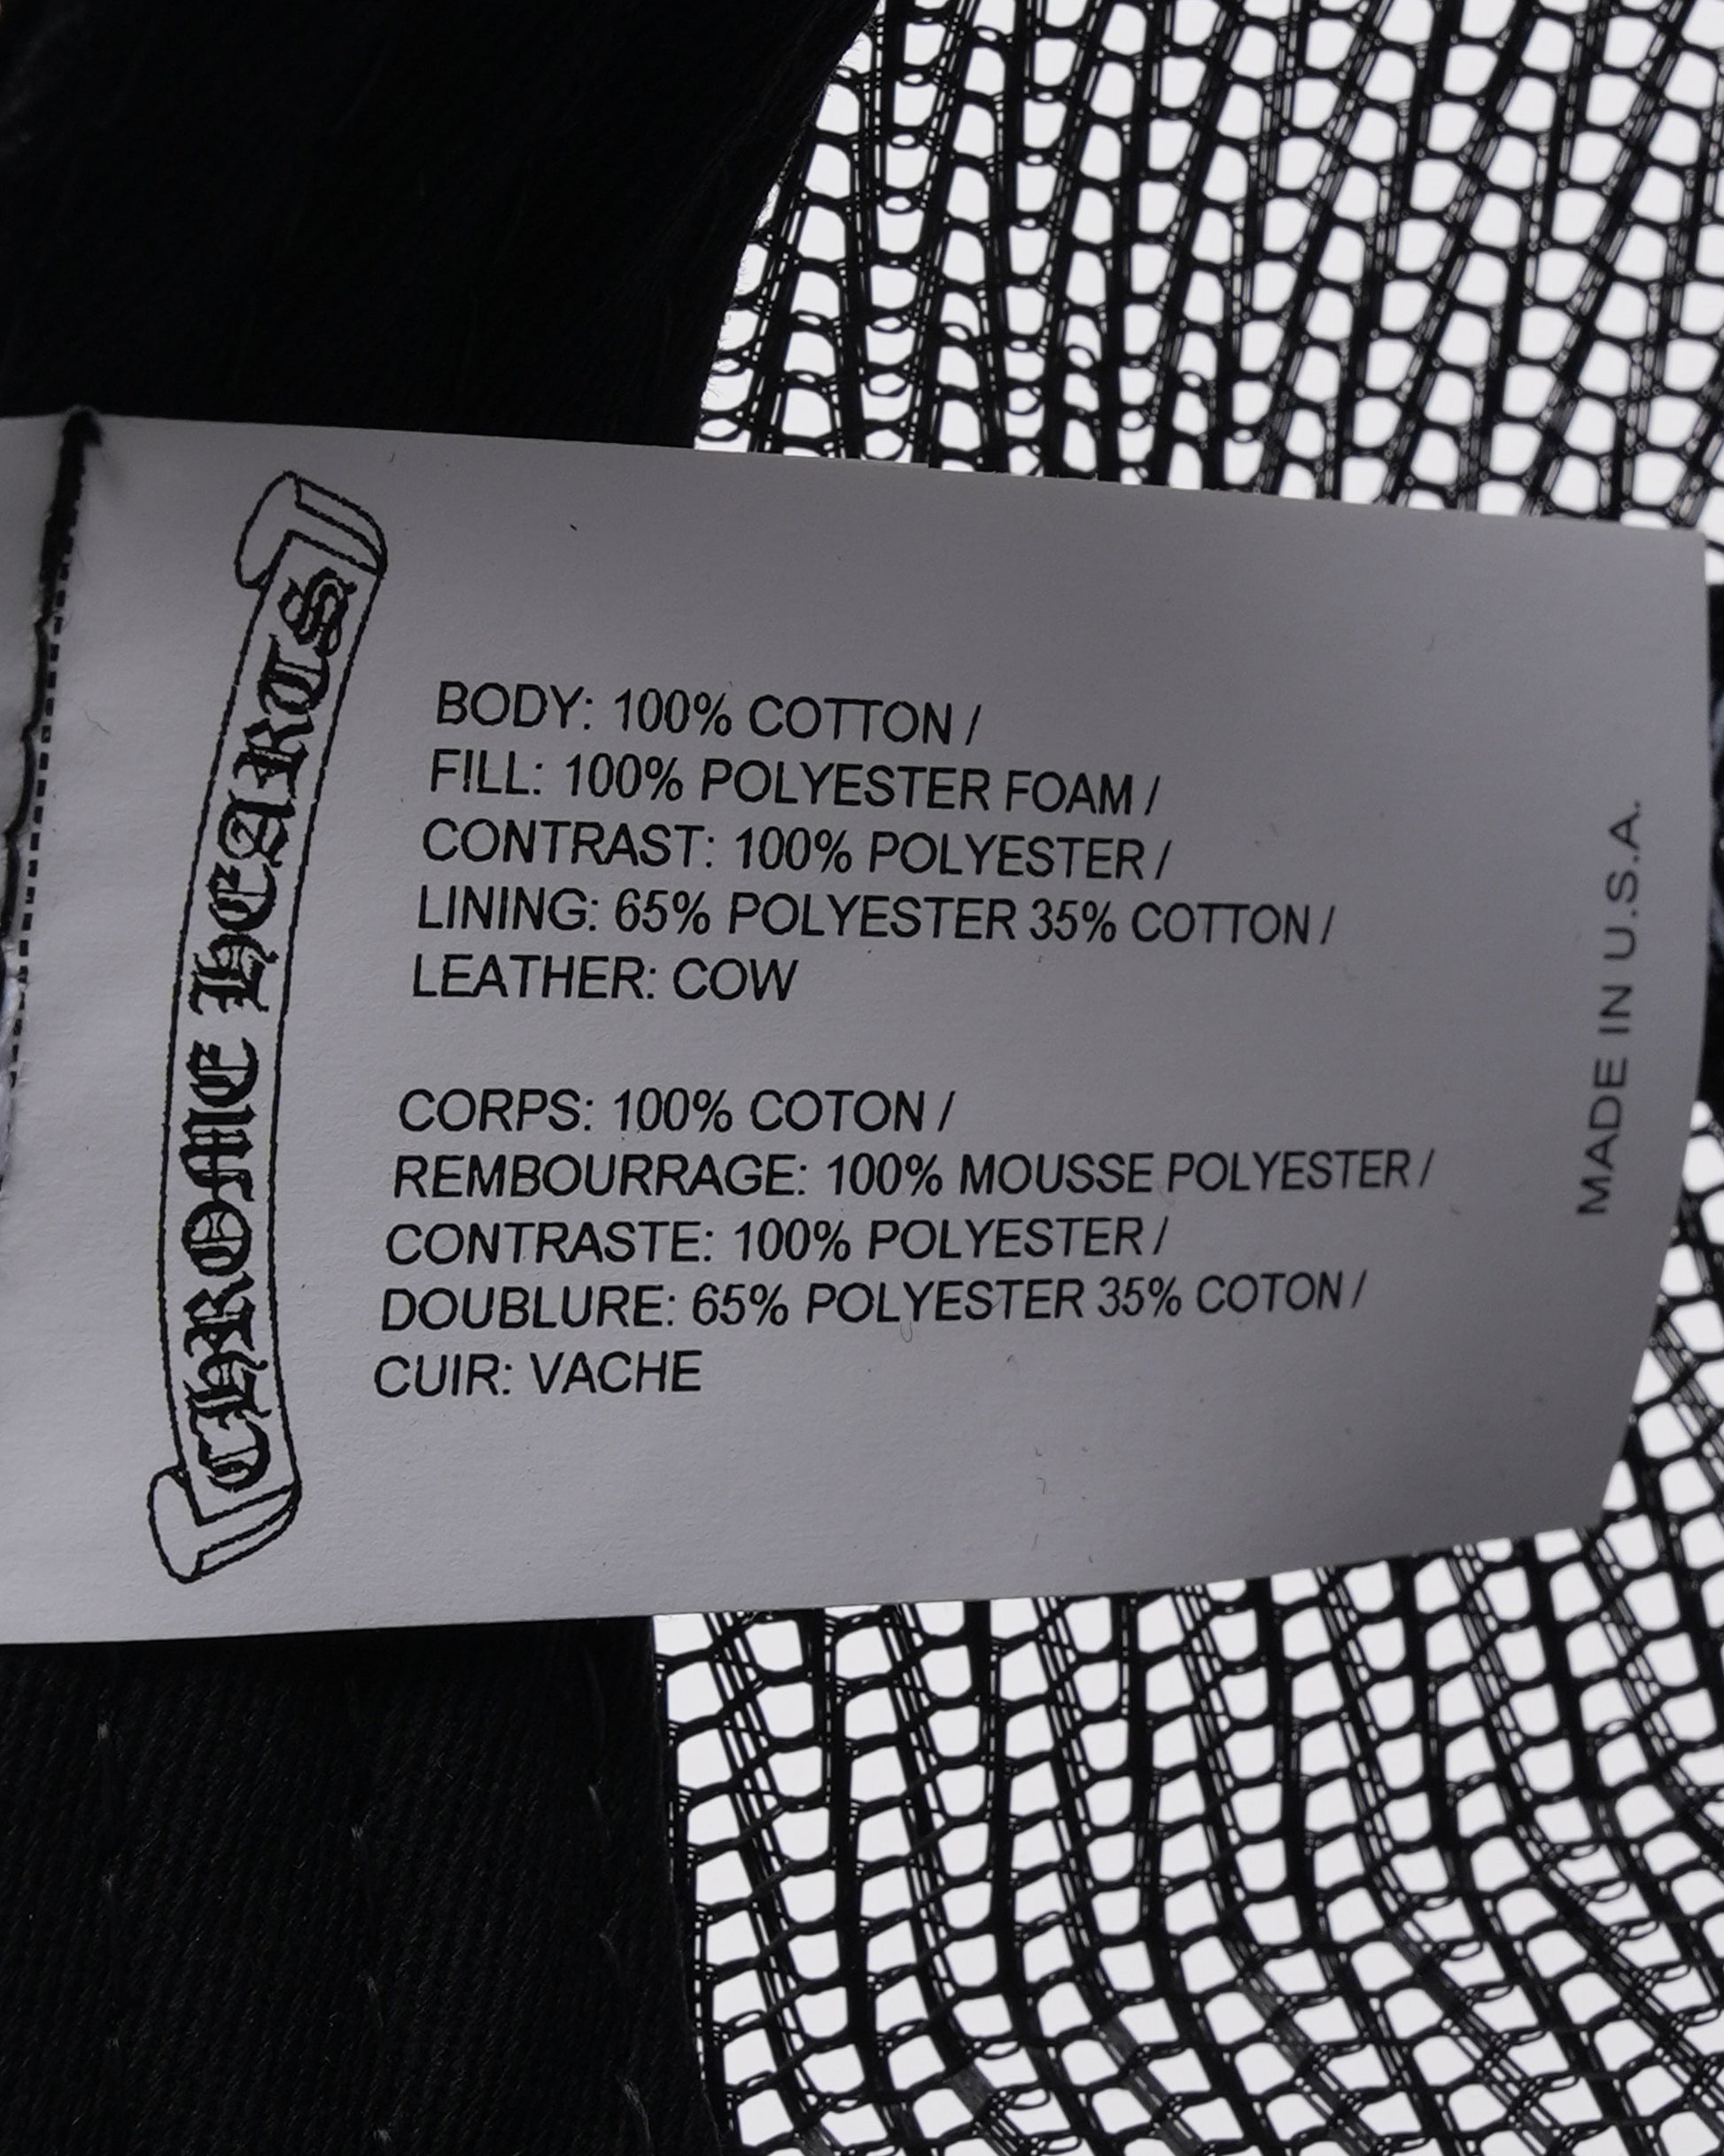 CHROME HEARTS
BODY: 100% COTTON /
FILL: 100% POLYESTER FOAM /
CONTRAST: 100% POLYESTER /
LINING: 65% POLYESTER 35% COTTON /
LEATHER: COW
CORPS: 100% COTON /
REMBOURRAGE: 100% MOUSSE POLYESTER /
CONTRASTE: 100% POLYESTER /
DOUBLURE: 65% POLYESTER 35% COTON /
CUIR: VACHE
MADE IN U.S.A.